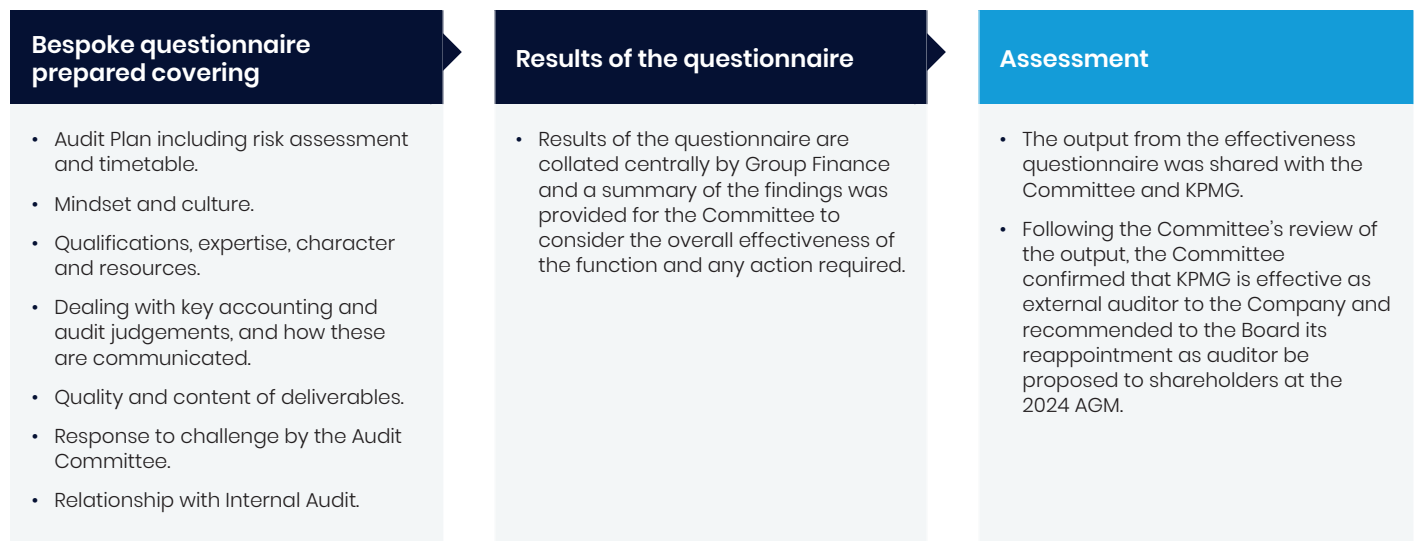 Bespoke questionnaire
prepared covering
• Audit Plan including risk assessment
and timetable.
• Mindset and culture.
• Qualifications, expertise, character
and resources.
• Dealing with key accounting and
audit judgements, and how these
are communicated.
• Quality and content of deliverables.
• Response to challenge by the Audit
Committee.
• Relationship with Internal Audit.
Results of the questionnaire
• Results of the questionnaire are
collated centrally by Group Finance
and a summary of the findings was
provided for the Committee to
consider the overall effectiveness of
the function and any action required.
Assessment
• The output from the effectiveness
questionnaire was shared with the
Committee and KPMG.
• Following the Committee's review of
the output, the Committee
confirmed that KPMG is effective as
external auditor to the Company and
recommended to the Board its
reappointment as auditor be
proposed to shareholders at the
2024 AGM.